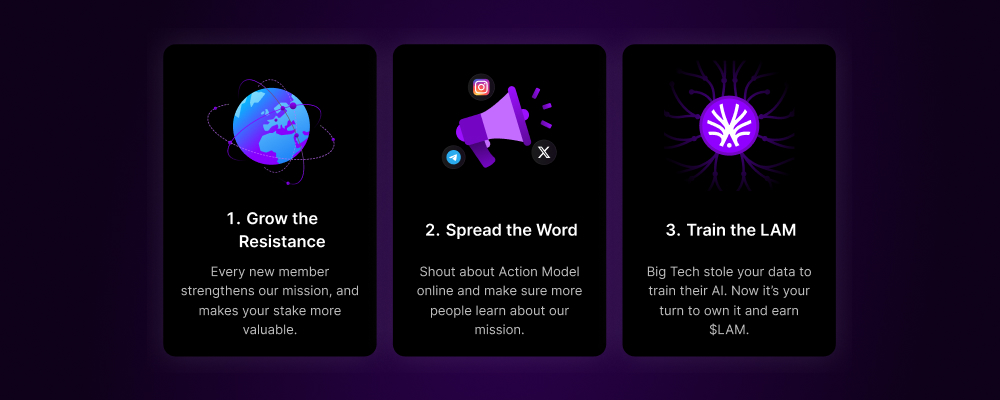 1. Grow the
Resistance
Every new member
strengthens our mission, and
makes your stake more
valuable.
2. Spread the Word
Shout about Action Model
online and make sure more
people learn about our
mission.
3. Train the LAM
Big Tech stole your data to
train their AI. Now it’s your
turn to own it and earn
$LAM.